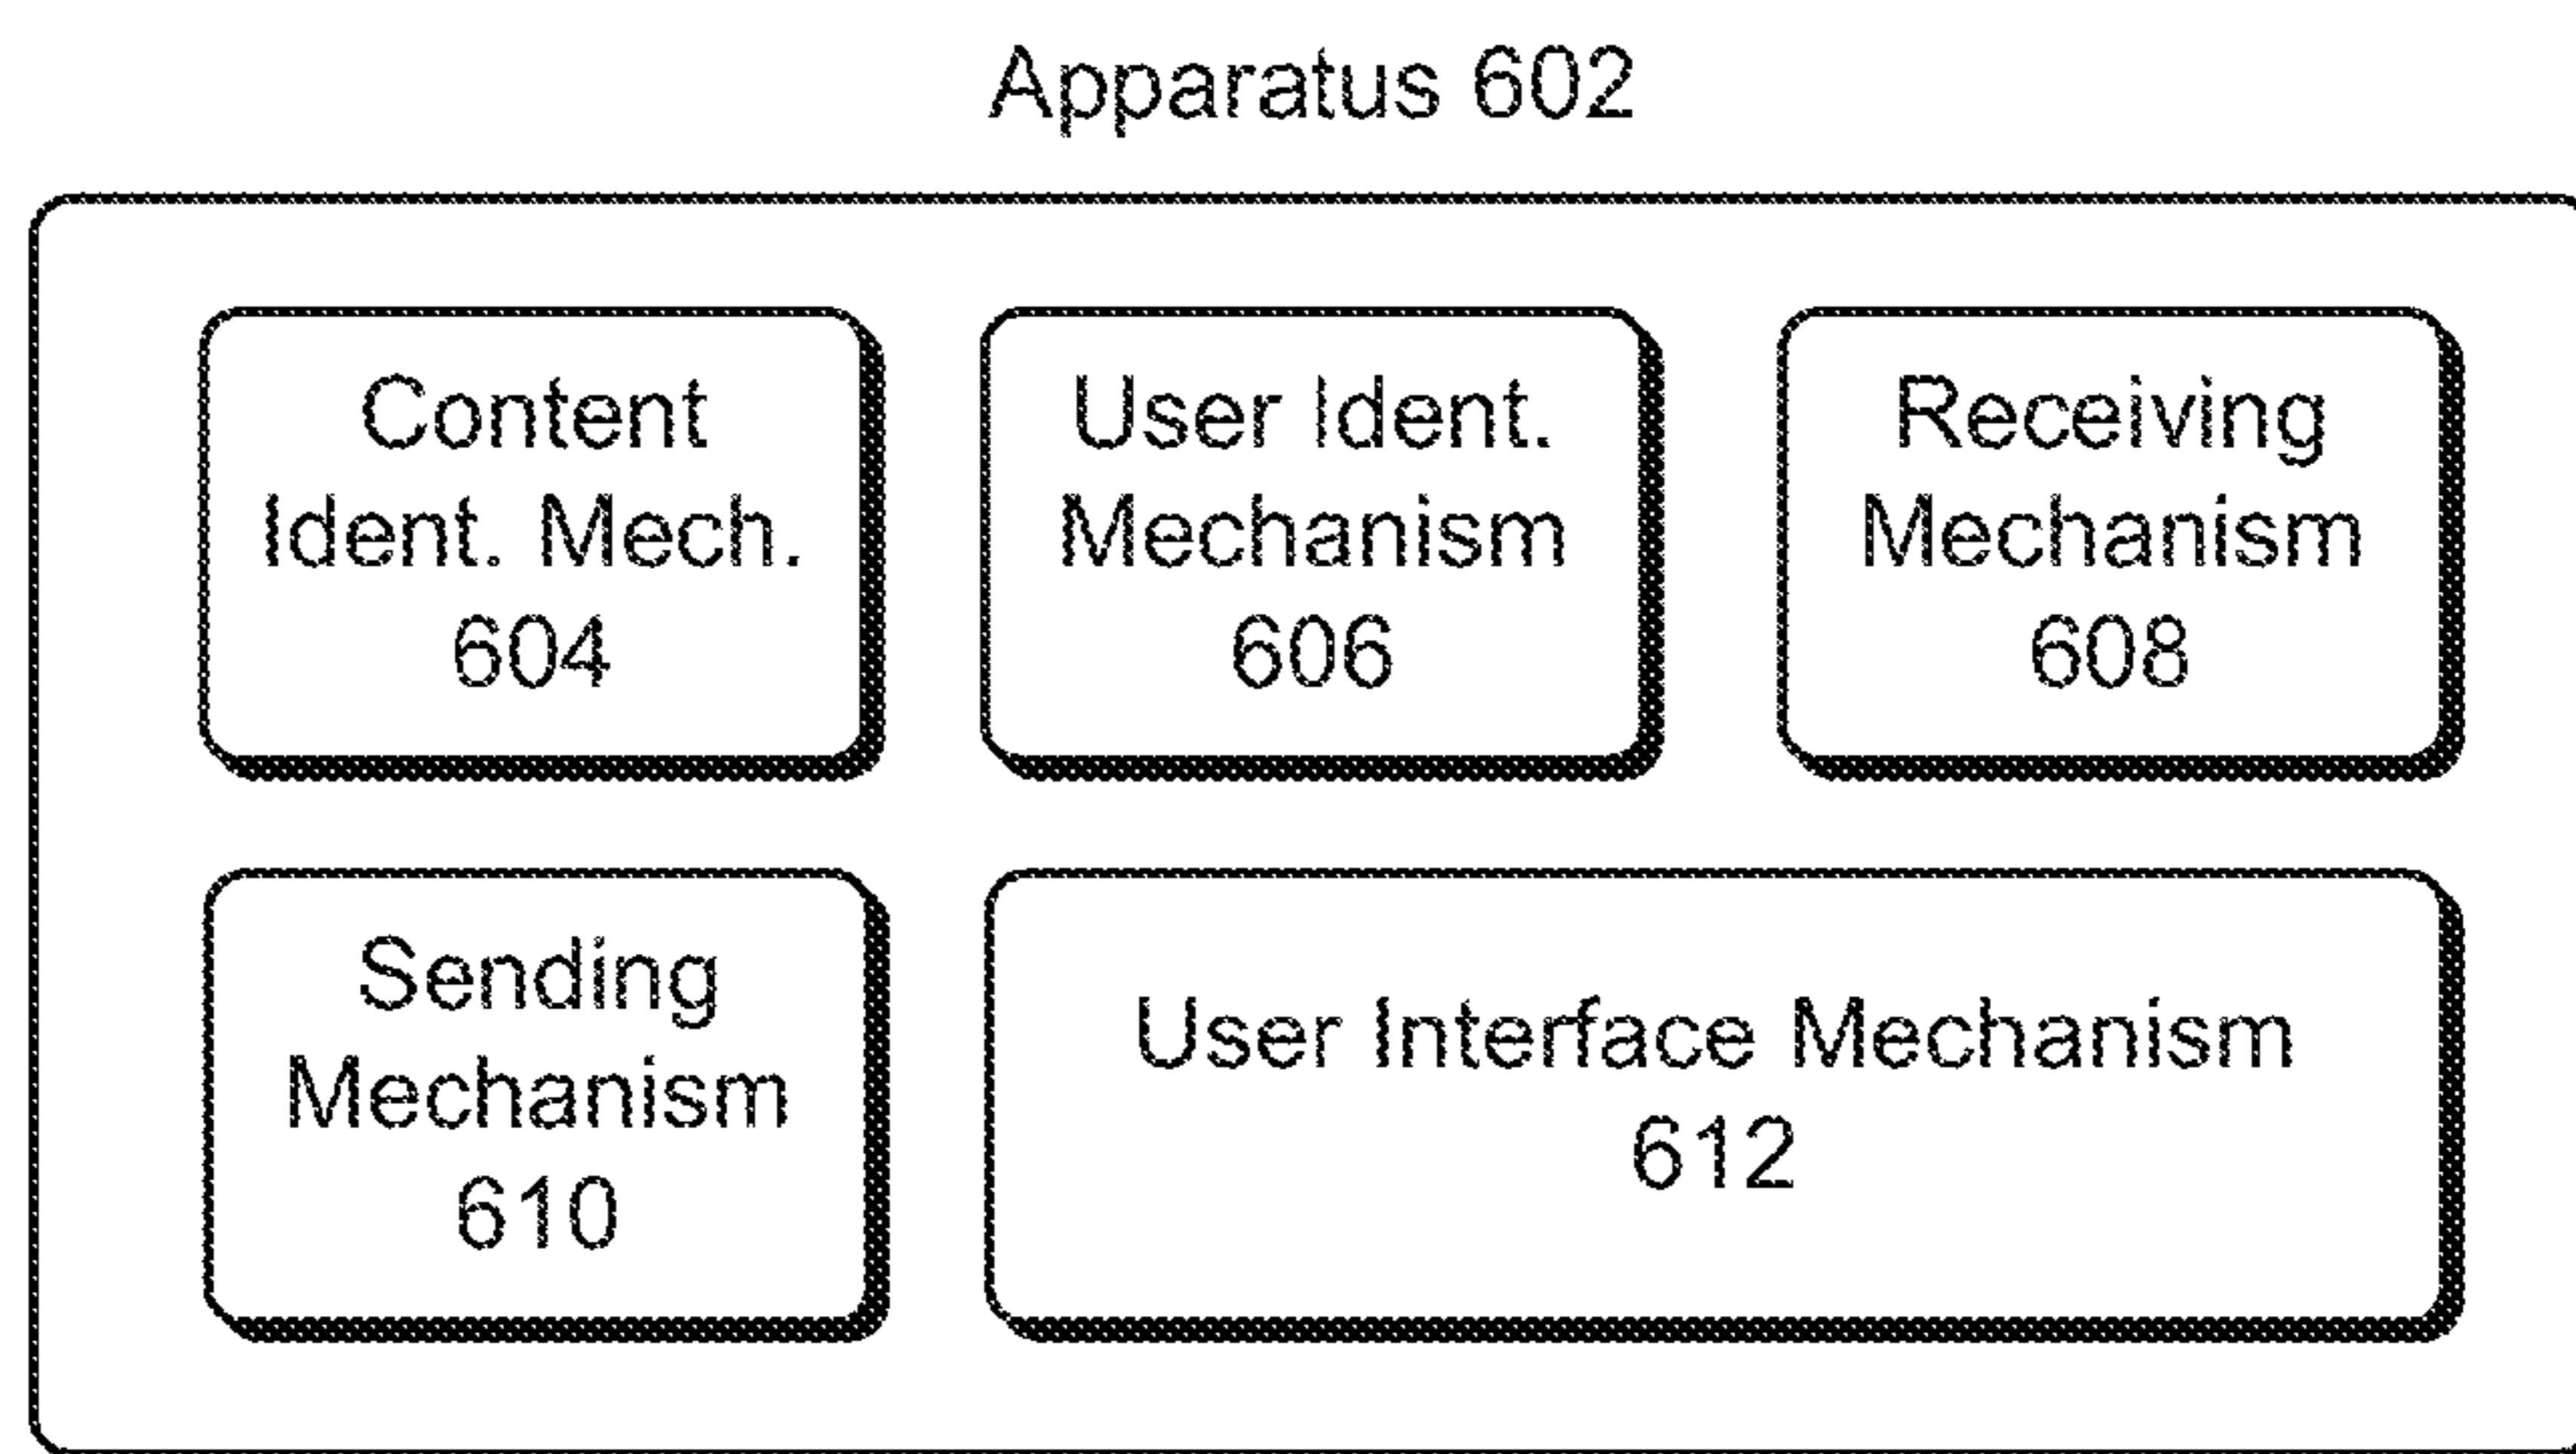 Apparatus 602
Content
Ident. Mech.
604
User Ident.
Mechanism
606
Receiving
Mechanism
608
Sending
Mechanism
610
User Interface Mechanism
612